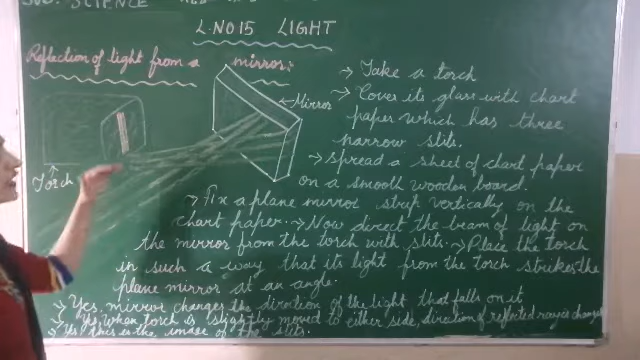 SUB. SCIENCE
L.NO 15 LIGHT
Reflection of light from a mirror:-
Torch
Mirror
→ Take a torch
→ Cover its glass with chart
paper which has three
narrow slits.
→ Spread a sheet of chart paper
on a smooth wooden board.
→ Fix a plane mirror strip vertically on the
chart paper. → Now direct the beam of light on
the mirror from the torch with slits. → Place the torch
in such a way that its light from the torch strikes the
plane mirror at an angle.
→ Yes, mirror changes the direction of the light that falls on it
→ Yes, when torch is slightly moved to either side, direction of reflected rays is changed
→ Yes! this is the image of the slits.